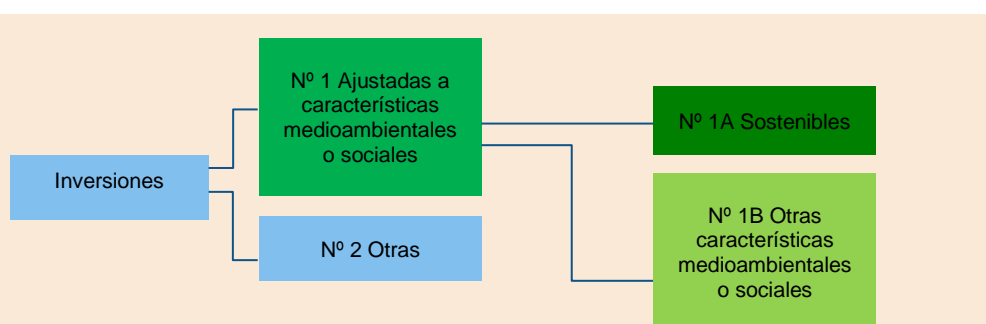 Inversiones
Nº 1 Ajustadas a
características
medioambientales
o sociales
Nº 2 Otras
Nº 1A Sostenibles
Nº 1B Otras
características
medioambientales
o sociales